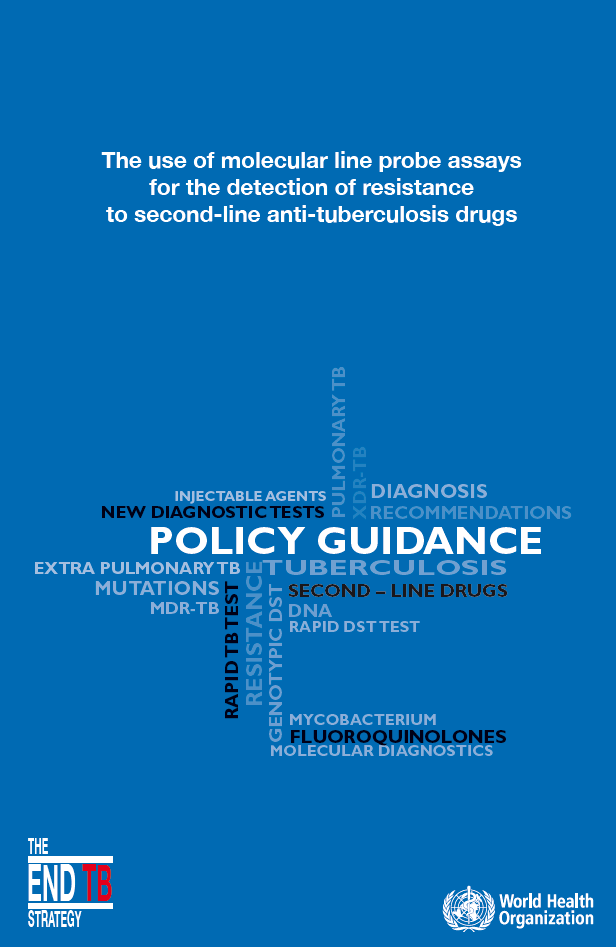 The use of molecular line probe assays
for the detection of resistance
to second-line anti-tuberculosis drugs
PULMONARY TB
XDR-TB
INJECTABLE AGENTS
DIAGNOSIS
NEW DIAGNOSTIC TESTS
RECOMMENDATIONS
POLICY GUIDANCE
EXTRA PULMONARY TB
TUBERCULOSIS
MUTATIONS
SECOND – LINE DRUGS
MDR-TB
DNA
RAPID TB TEST
RESISTANCE
GENOTYPIC DST
RAPID DST TEST
MYCOBACTERIUM
FLUOROQUINOLONES
MOLECULAR DIAGNOSTICS
THE
END TB
STRATEGY
World Health
Organization